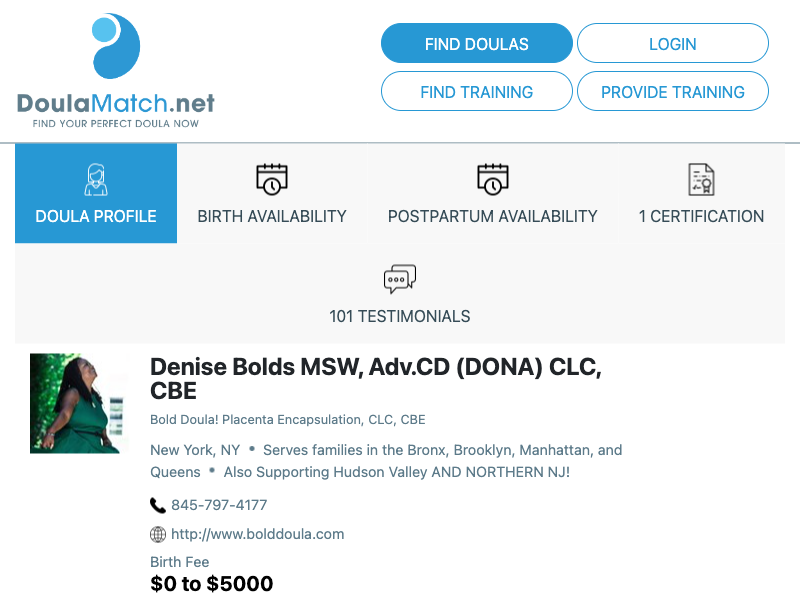 DoulaMatch.net
FIND YOUR PERFECT DOULA NOW
FIND DOULAS
LOGIN
FIND TRAINING
PROVIDE TRAINING
DOULA PROFILE
BIRTH AVAILABILITY
POSTPARTUM AVAILABILITY
1 CERTIFICATION
101 TESTIMONIALS
Denise Bolds MSW, Adv.CD (DONA) CLC,
CBE
Bold Doula! Placenta Encapsulation, CLC, CBE
New York, NY • Serves families in the Bronx, Brooklyn, Manhattan, and
Queens • Also Supporting Hudson Valley AND NORTHERN NJ!
845-797-4177
http://www.bolddoula.com
Birth Fee
$0 to $5000